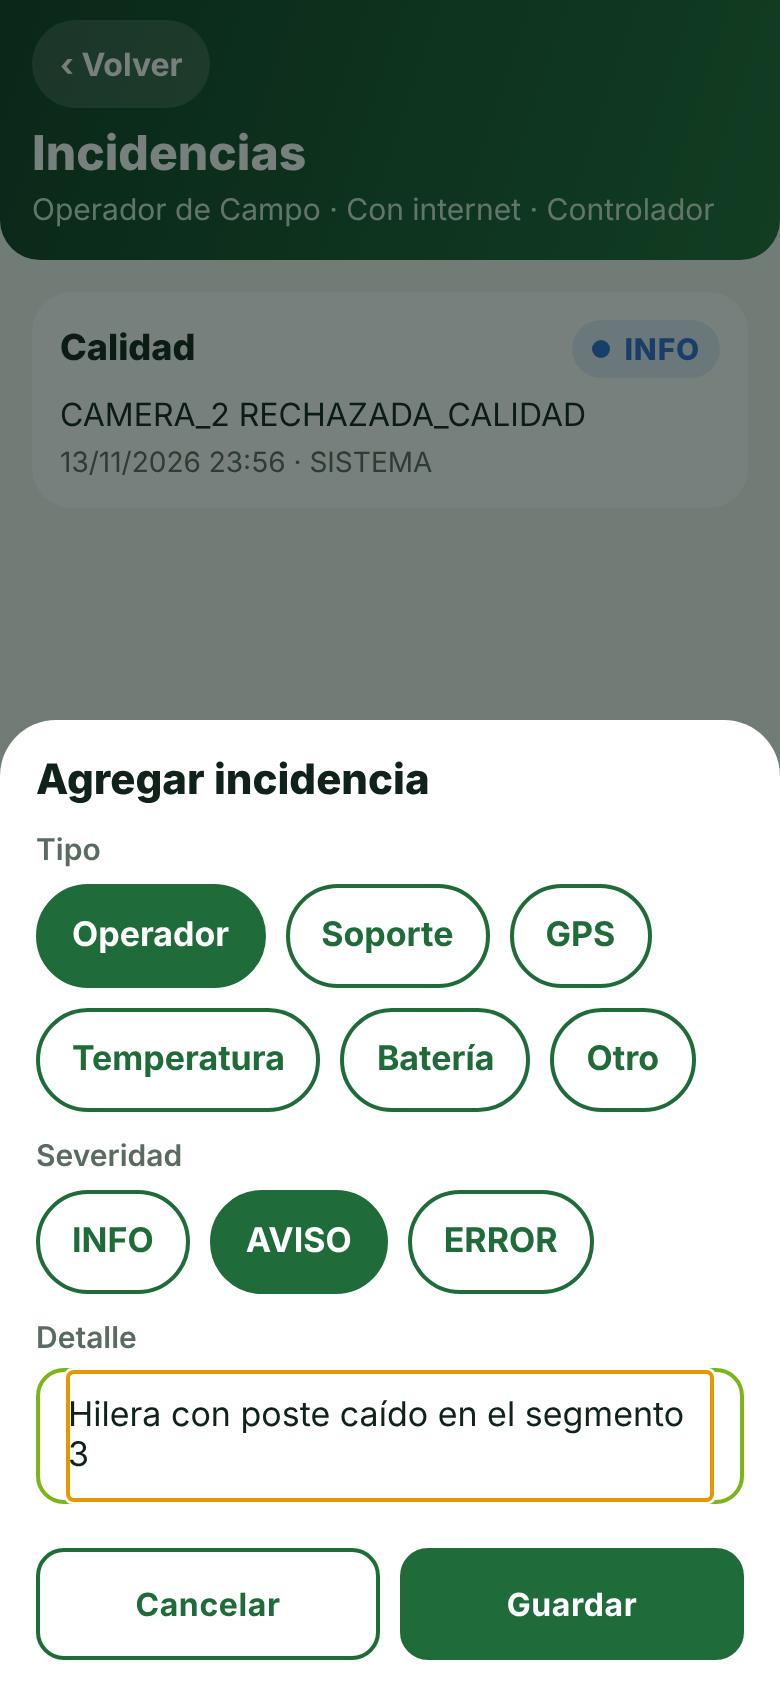 ‹ Volver
Incidencias
Operador de Campo · Con internet · Controlador
Calidad
INFO
CAMERA_2 RECHAZADA_CALIDAD
13/11/2026 23:56 · SISTEMA
Agregar incidencia
Tipo
Operador
Soporte
GPS
Temperatura
Batería
Otro
Severidad
INFO
AVISO
ERROR
Detalle
Hilera con poste caído en el segmento
3
Cancelar
Guardar